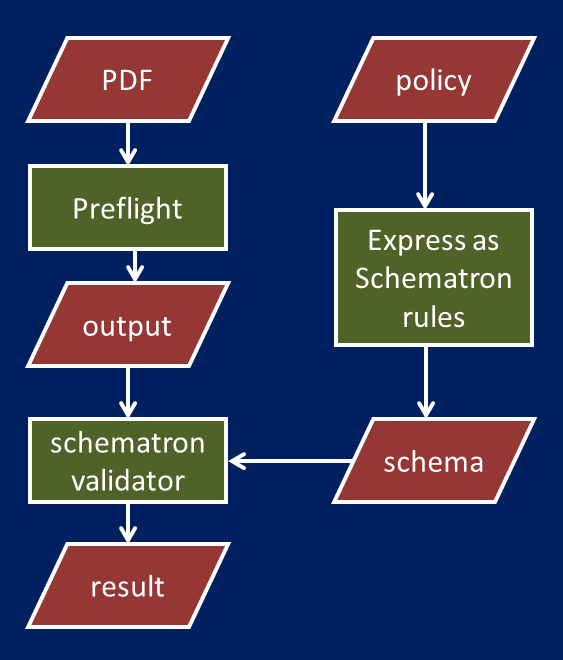 PDF
policy
Preflight
Express as
Schematron
rules
output
schematron
validator
schema
result